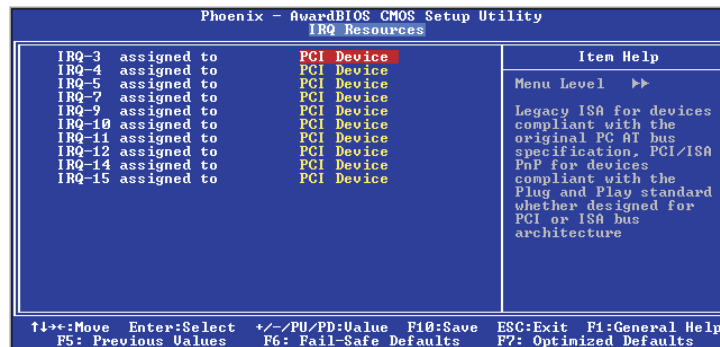 Phoenix - AwardBIOS CMOS Setup Utility
IRQ Resources
IRQ-3 assigned to PCI Device
IRQ-4 assigned to PCI Device
IRQ-5 assigned to PCI Device
IRQ-7 assigned to PCI Device
IRQ-9 assigned to PCI Device
IRQ-10 assigned to PCI Device
IRQ-11 assigned to PCI Device
IRQ-12 assigned to PCI Device
IRQ-14 assigned to PCI Device
IRQ-15 assigned to PCI Device
Item Help
Menu Level ▶▶
Legacy ISA for devices
compliant with the
original PC AT bus
specification, PCI/ISA
PnP for devices
compliant with the
Plug and Play standard
whether designed for
PCI or ISA bus
architecture
↑↓→←:Move Enter:Select +/-/PU/PD:Value F10:Save ESC:Exit F1:General Help
F5: Previous Values F6: Fail-Safe Defaults F7: Optimized Defaults